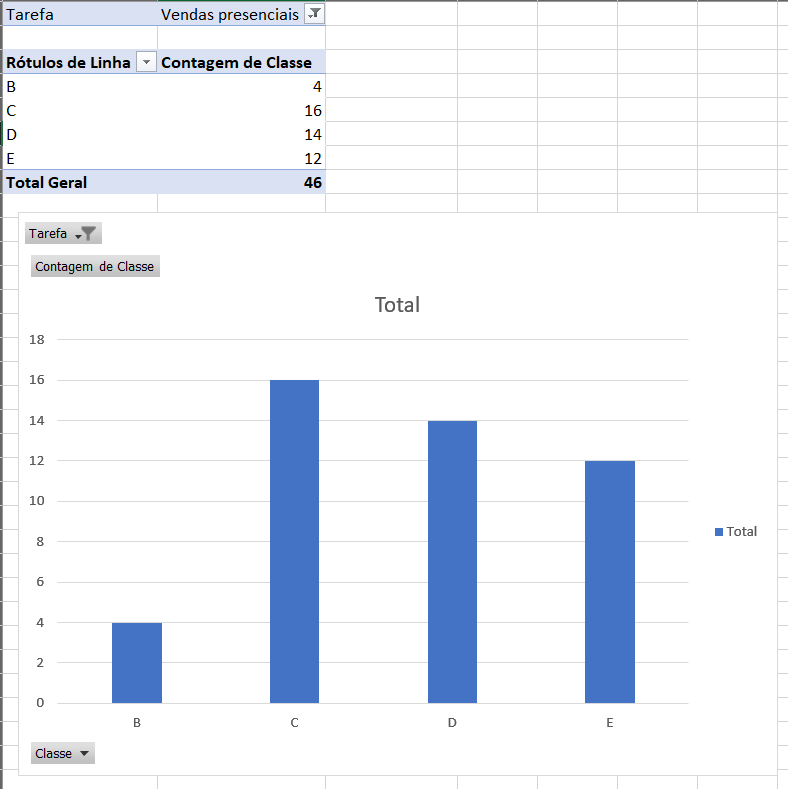 Tarefa Vendas presenciais
Rótulos de Linha Contagem de Classe
B 4
C 16
D 14
E 12
Total Geral 46
Tarefa
Contagem de Classe
Total
18
16
14
12
10
8
6
4
2
0
B C D E
Total
Classe